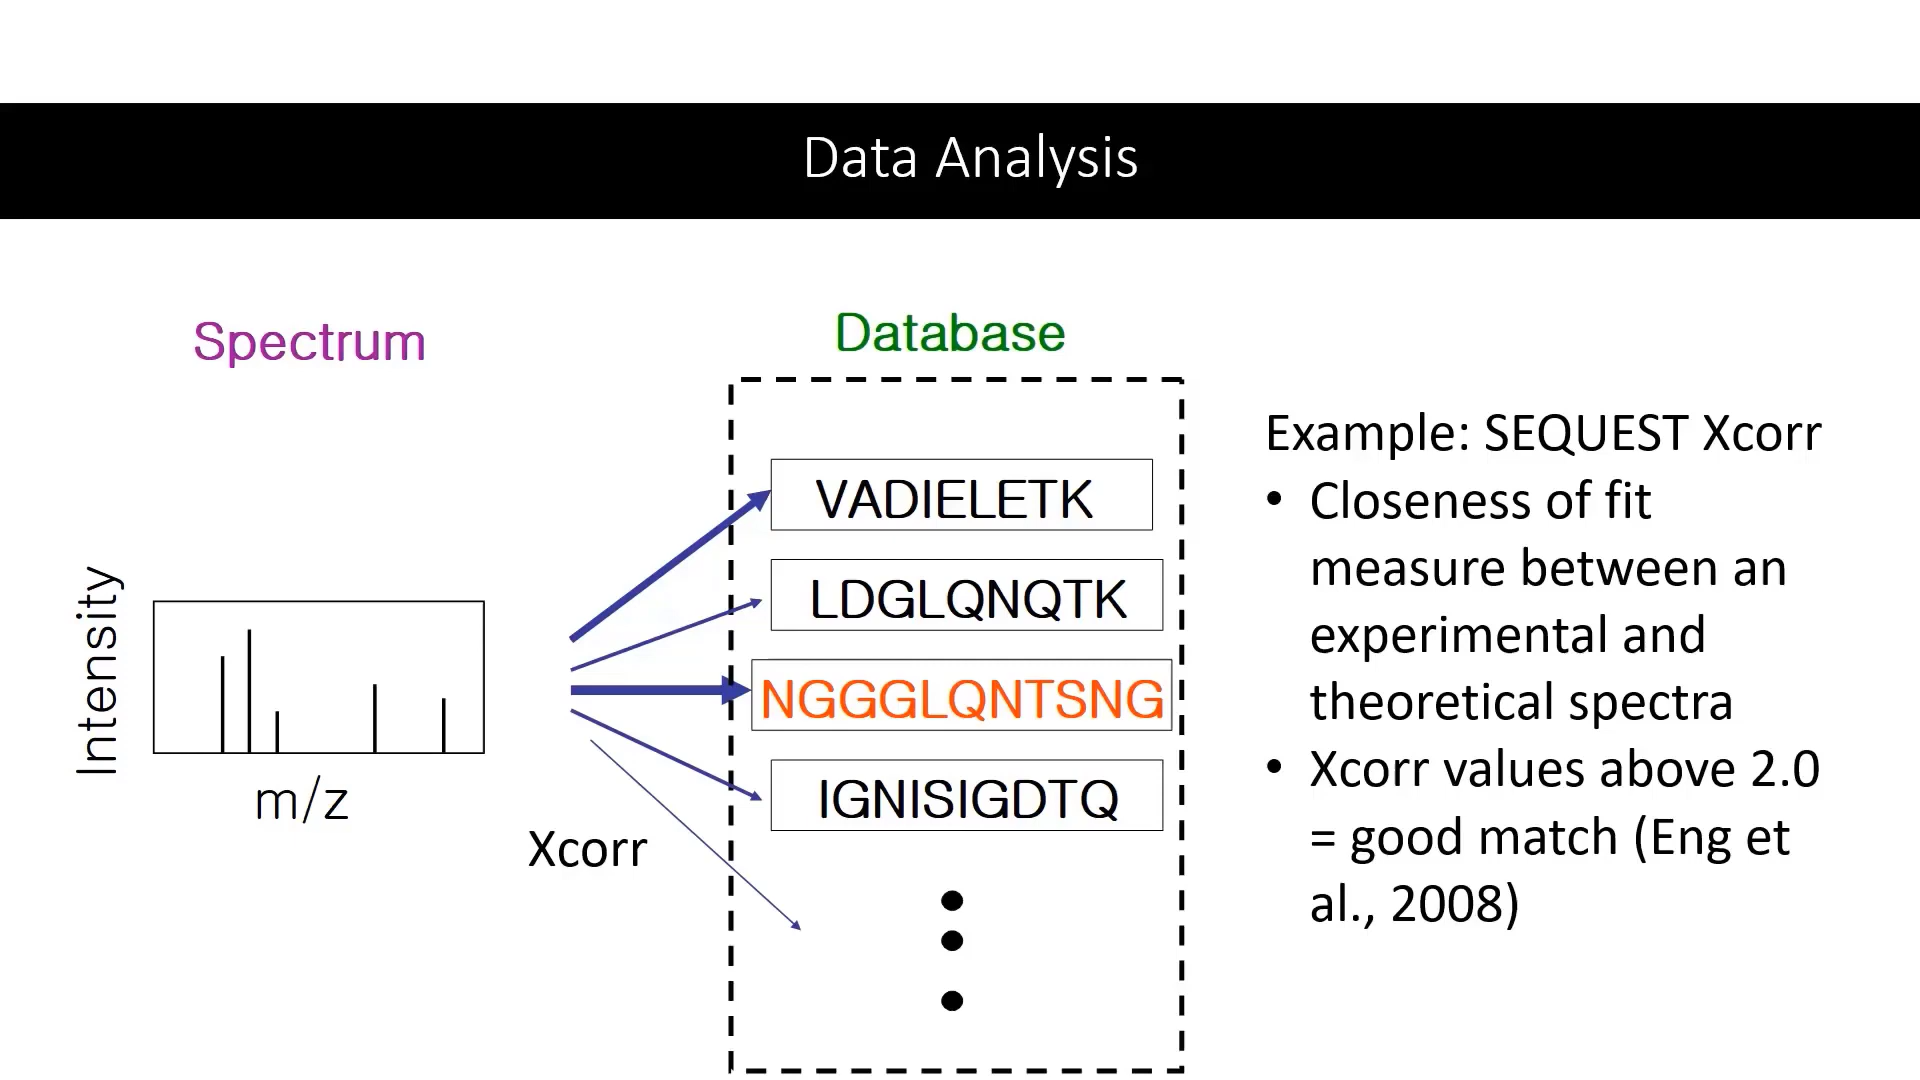 Data Analysis
Spectrum
Intensity
m/z
Xcorr
Database
VADIELETK
LDGLQNQTK
NGGGLQNTSNG
IGNISIGDTQ
Example: SEQUEST Xcorr
• Closeness of fit
measure between an
experimental and
theoretical spectra
• Xcorr values above 2.0
= good match (Eng et
al., 2008)